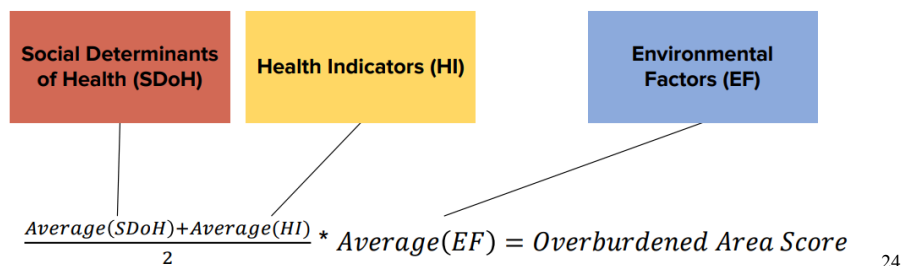 Social Determinants
of Health (SDoH)
Health Indicators (HI)
Environmental
Factors (EF)
Average(SDoH)+Average(HI)
2
* Average(EF) = Overburdened Area Score
24